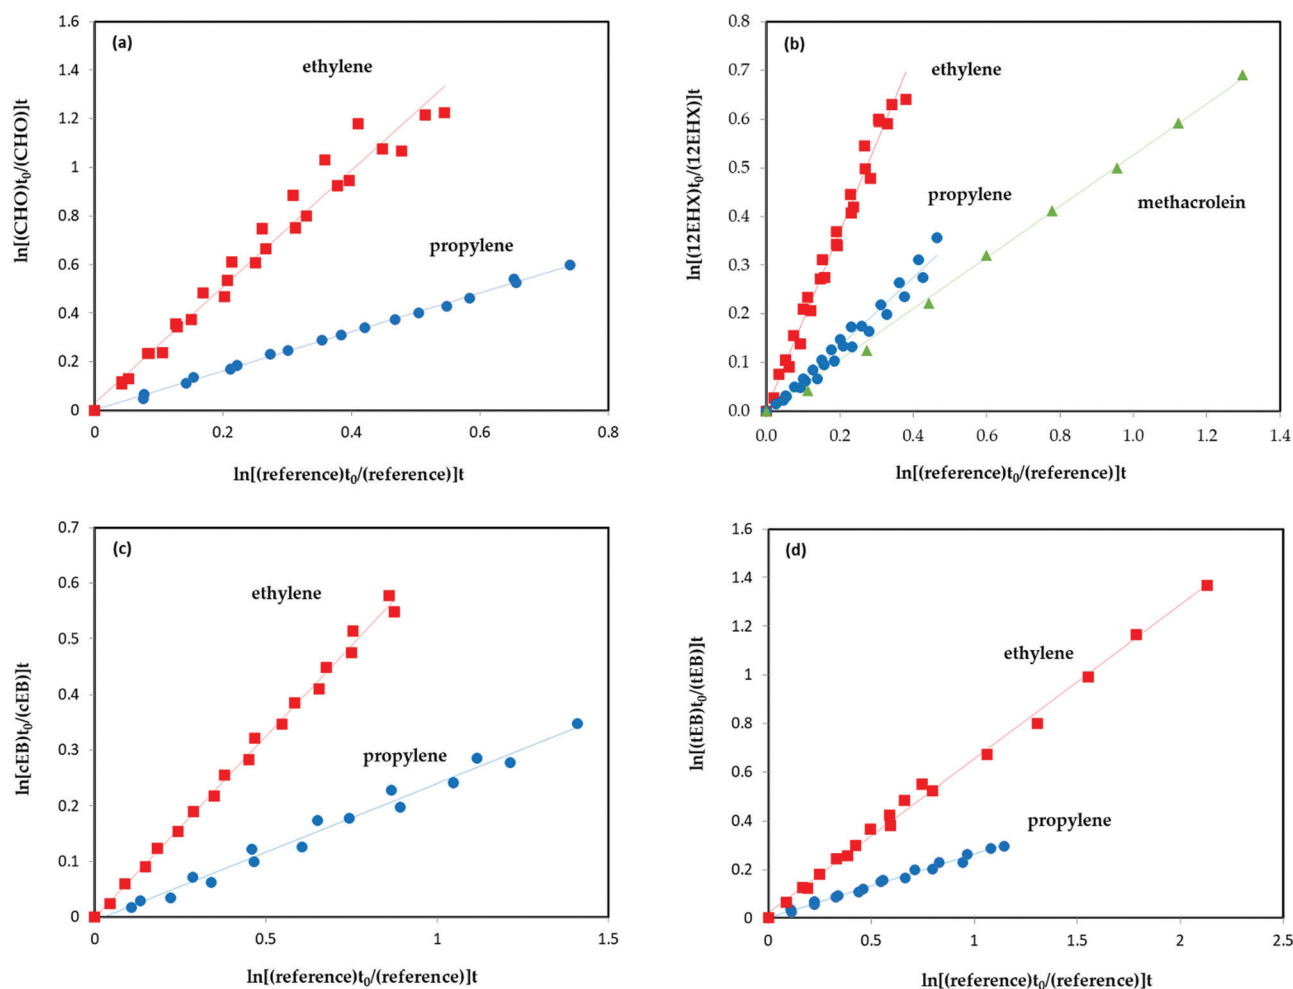 (a)
ln[(CHO)t₀/(CHO)]t
1.6
1.4
1.2
1
0.8
0.6
0.4
0.2
0
ethylene
propylene
0 0.2 0.4 0.6 0.8
ln[(reference)t₀/(reference)]t
(b)
ln[(12EHX)t₀/(12EHX)]t
0.8
0.7
0.6
0.5
0.4
0.3
0.2
0.1
0.0
ethylene
propylene
methacrolein
0.0 0.2 0.4 0.6 0.8 1.0 1.2 1.4
ln[(reference)t₀/(reference)]t
(c)
ln[cEB)t₀/(cEB)]t
0.7
0.6
0.5
0.4
0.3
0.2
0.1
0
ethylene
propylene
0 0.5 1 1.5
ln[(reference)t₀/(reference)]t
(d)
ln[(tEB)t₀/(tEB)]t
1.6
1.4
1.2
1
0.8
0.6
0.4
0.2
0
ethylene
propylene
0 0.5 1 1.5 2 2.5
ln[(reference)t₀/(reference)]t